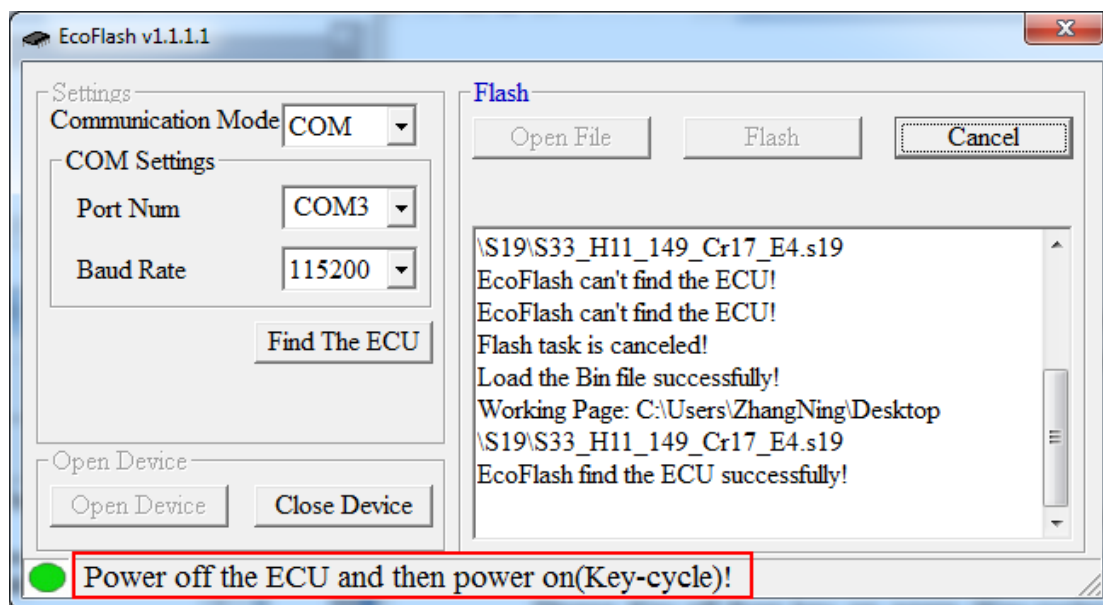 EcoFlash v1.1.1.1
Settings
Communication Mode COM
COM Settings
Port Num COM3
Baud Rate 115200
Find The ECU
Open Device
Open Device Close Device
Flash
Open File Flash Cancel
\S19\S33_H11_149_Cr17_E4.s19
EcoFlash can't find the ECU!
EcoFlash can't find the ECU!
Flash task is canceled!
Load the Bin file successfully!
Working Page: C:\Users\ZhangNing\Desktop
\S19\S33_H11_149_Cr17_E4.s19
EcoFlash find the ECU successfully!
Power off the ECU and then power on(Key-cycle)!